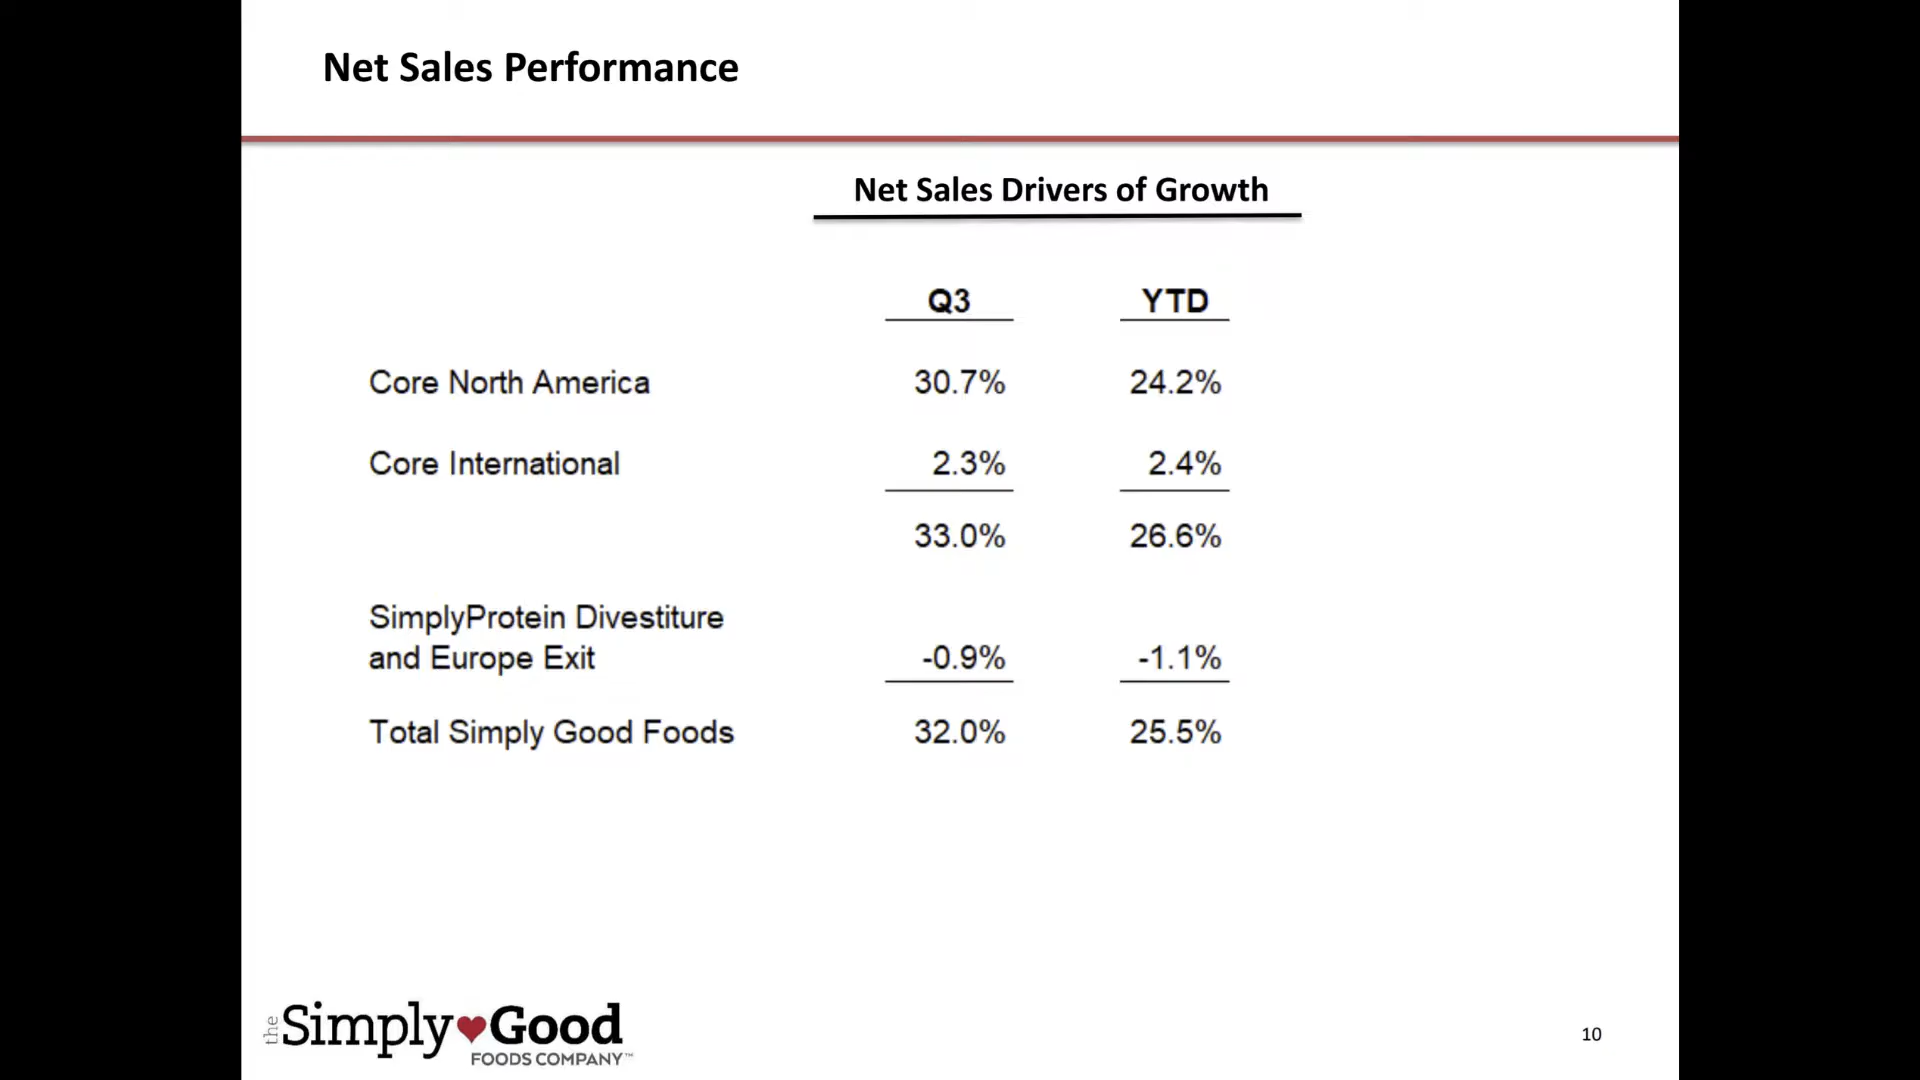 Net Sales Performance
Net Sales Drivers of Growth
Q3 YTD
Core North America 30.7% 24.2%
Core International 2.3% 2.4%
33.0% 26.6%
SimplyProtein Divestiture
and Europe Exit -0.9% -1.1%
Total Simply Good Foods 32.0% 25.5%
the Simply Good
FOODS COMPANY™
10